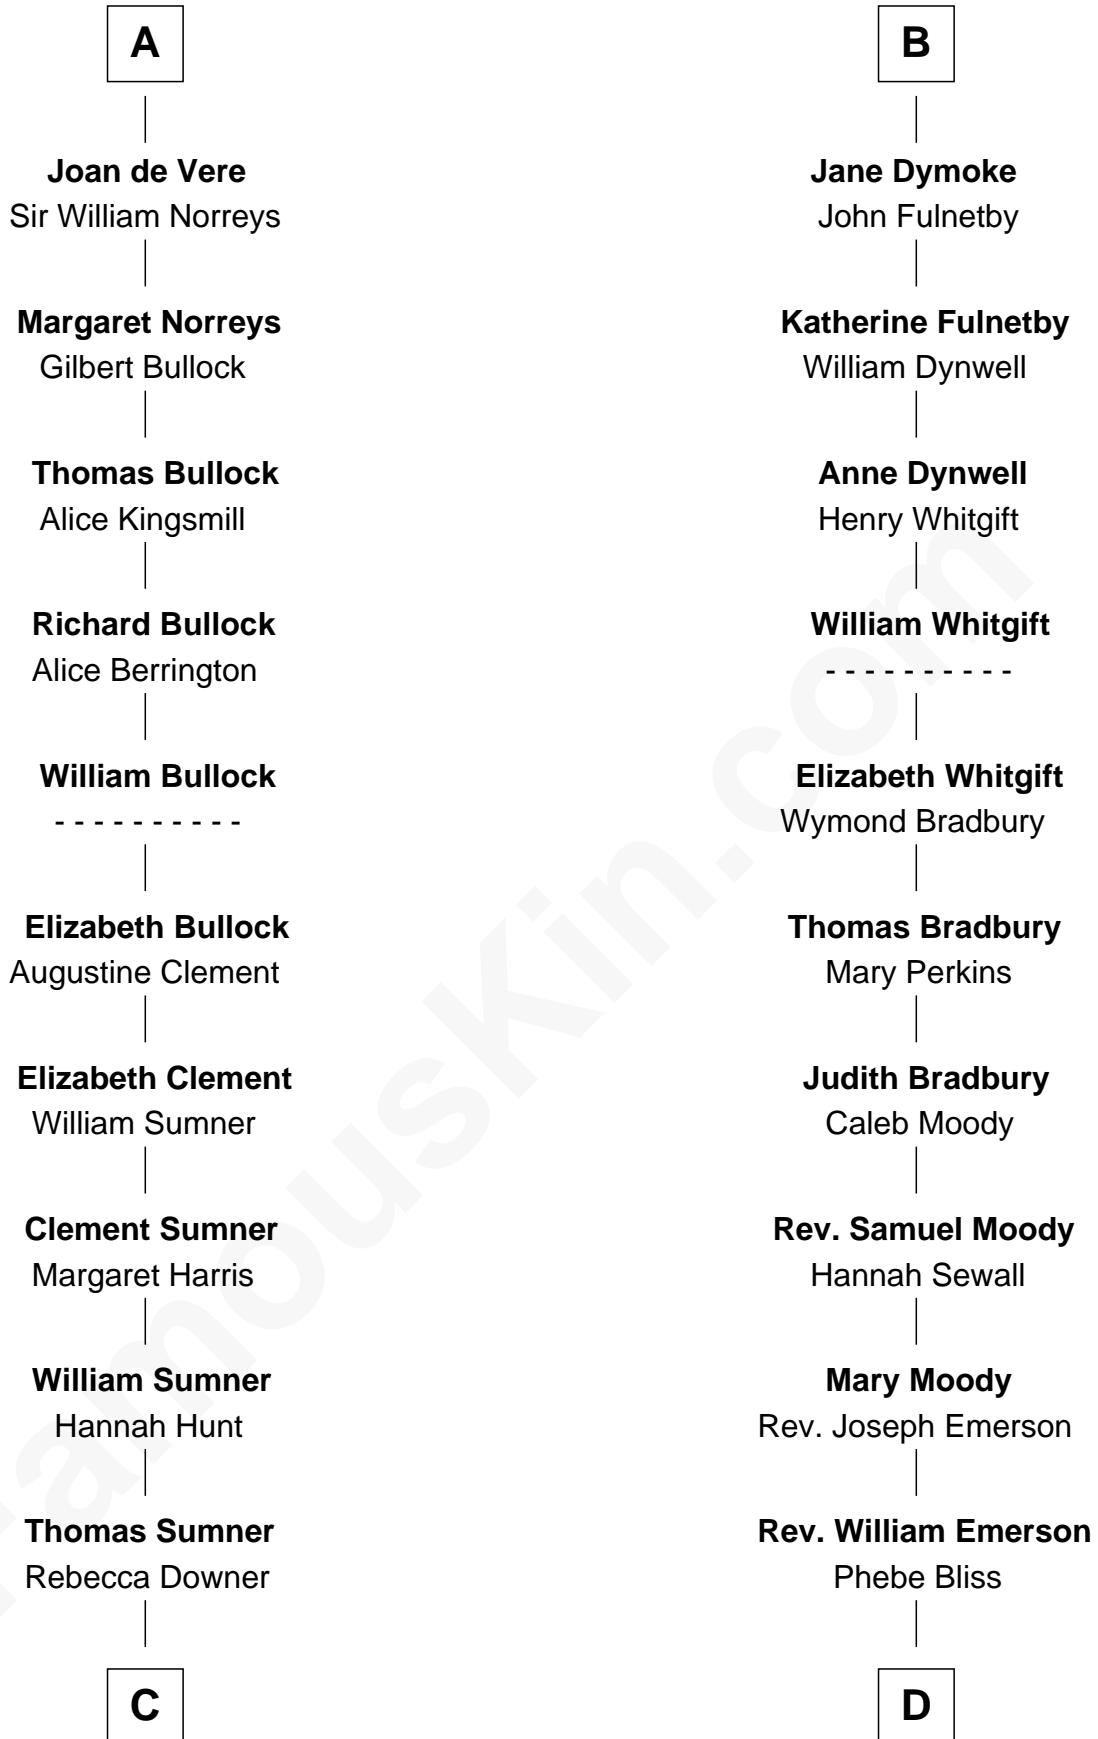 A
Joan de Vere
Sir William Norreys
Margaret Norreys
Gilbert Bullock
Thomas Bullock
Alice Kingsmill
Richard Bullock
Alice Berrington
William Bullock
- - - - - - - - - -
Elizabeth Bullock
Augustine Clement
Elizabeth Clement
William Sumner
Clement Sumner
Margaret Harris
William Sumner
Hannah Hunt
Thomas Sumner
Rebecca Downer
C
B
Jane Dymoke
John Fulnetby
Katherine Fulnetby
William Dynwell
Anne Dynwell
Henry Whitgift
William Whitgift
- - - - - - - - - -
Elizabeth Whitgift
Wymond Bradbury
Thomas Bradbury
Mary Perkins
Judith Bradbury
Caleb Moody
Rev. Samuel Moody
Hannah Sewall
Mary Moody
Rev. Joseph Emerson
Rev. William Emerson
Phebe Bliss
D
FamousKin.com